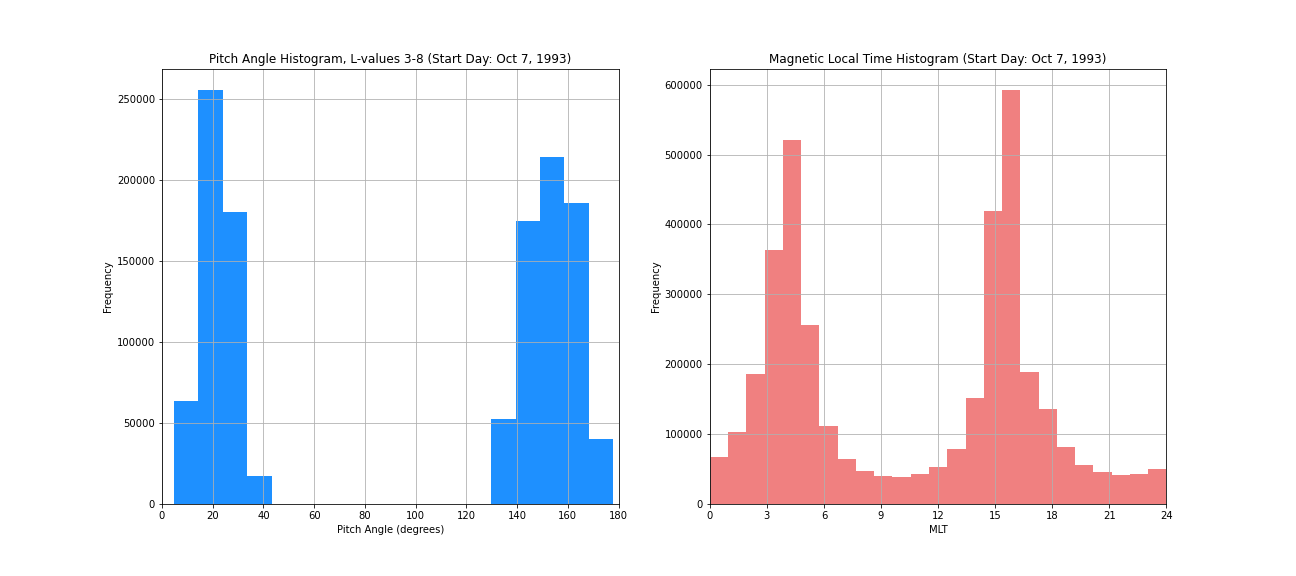 Pitch Angle Histogram, L-values 3-8 (Start Day: Oct 7, 1993)
250000
200000
150000
100000
50000
0
Frequency
0 20 40 60 80 100 120 140 160 180
Pitch Angle (degrees)
Magnetic Local Time Histogram (Start Day: Oct 7, 1993)
600000
500000
400000
300000
200000
100000
0
Frequency
0 3 6 9 12 15 18 21 24
MLT